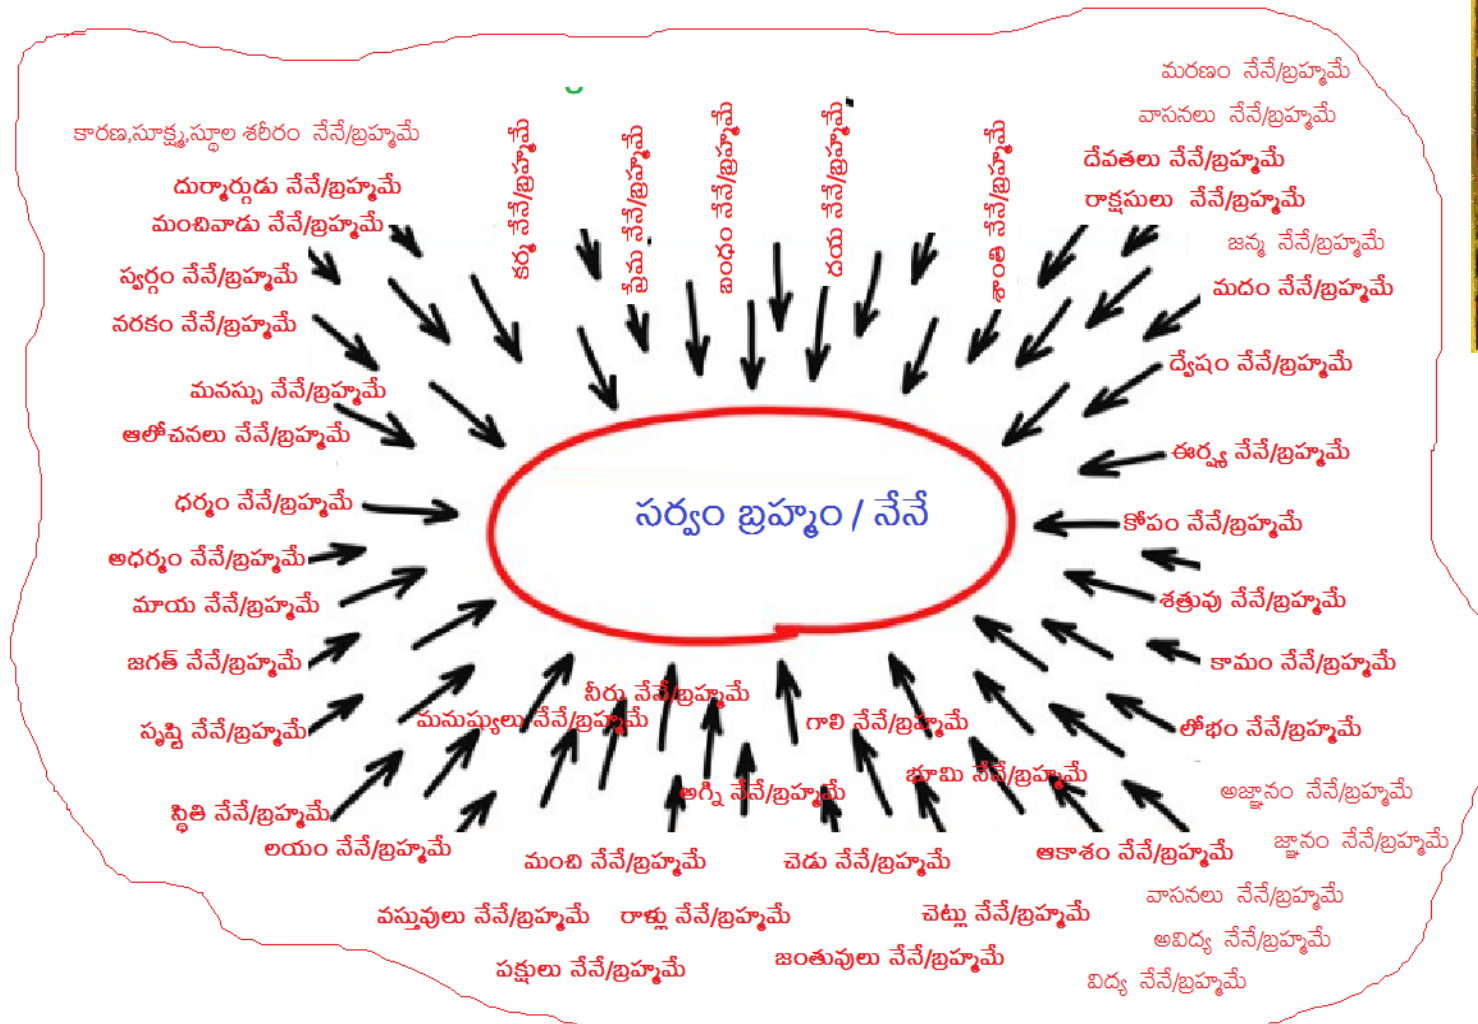 మరణం నేనే/బ్రహ్మమే
వాసనలు నేనే/బ్రహ్మమే
కారణ,సూక్ష్మ,స్థూల శరీరం నేనే/బ్రహ్మమే
దేవతలు నేనే/బ్రహ్మమే
దుర్మార్గుడు నేనే/బ్రహ్మమే
రాక్షసులు నేనే/బ్రహ్మమే
మంచివాడు నేనే/బ్రహ్మమే
కర్మ నేనే/బ్రహ్మమే
ప్రేమ నేనే/బ్రహ్మమే
బంధం నేనే/బ్రహ్మమే
దయ నేనే/బ్రహ్మమే
శాంతి నేనే/బ్రహ్మమే
జన్మ నేనే/బ్రహ్మమే
స్వర్గం నేనే/బ్రహ్మమే
మదం నేనే/బ్రహ్మమే
నరకం నేనే/బ్రహ్మమే
ద్వేషం నేనే/బ్రహ్మమే
మనస్సు నేనే/బ్రహ్మమే
ఆలోచనలు నేనే/బ్రహ్మమే
ఈర్ష్య నేనే/బ్రహ్మమే
ధర్మం నేనే/బ్రహ్మమే
సర్వం బ్రహ్మం / నేనే
కోపం నేనే/బ్రహ్మమే
అధర్మం నేనే/బ్రహ్మమే
మాయ నేనే/బ్రహ్మమే
శత్రువు నేనే/బ్రహ్మమే
జగత్ నేనే/బ్రహ్మమే
కామం నేనే/బ్రహ్మమే
నీరు నేనే/బ్రహ్మమే
మనుష్యులు నేనే/బ్రహ్మమే
గాలి నేనే/బ్రహ్మమే
సృష్టి నేనే/బ్రహ్మమే
లోభం నేనే/బ్రహ్మమే
భూమి నేనే/బ్రహ్మమే
అగ్ని నేనే/బ్రహ్మమే
అజ్ఞానం నేనే/బ్రహ్మమే
స్థితి నేనే/బ్రహ్మమే
జ్ఞానం నేనే/బ్రహ్మమే
లయం నేనే/బ్రహ్మమే
మంచి నేనే/బ్రహ్మమే
చెడు నేనే/బ్రహ్మమే
ఆకాశం నేనే/బ్రహ్మమే
వాసనలు నేనే/బ్రహ్మమే
వస్తువులు నేనే/బ్రహ్మమే
రాళ్లు నేనే/బ్రహ్మమే
చెట్లు నేనే/బ్రహ్మమే
అవిద్య నేనే/బ్రహ్మమే
జంతువులు నేనే/బ్రహ్మమే
పక్షులు నేనే/బ్రహ్మమే
విద్య నేనే/బ్రహ్మమే